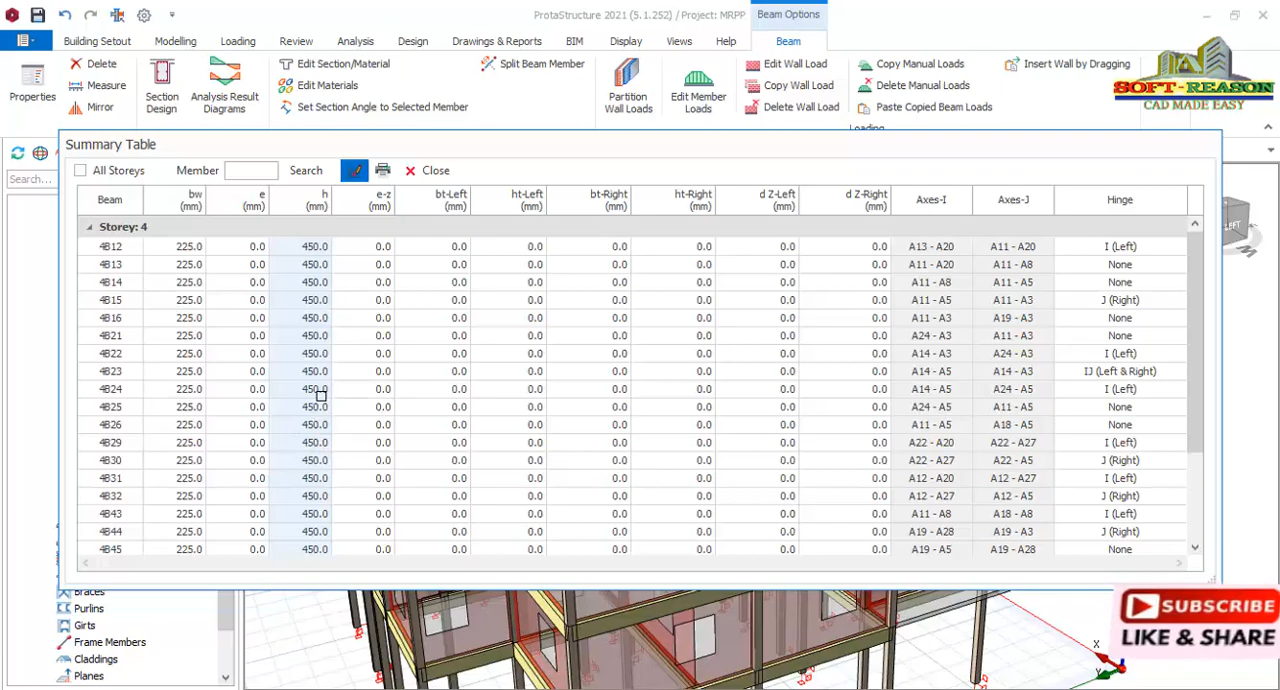 ProtaStructure 2021 (5.1.252) / Project: MRPP
Beam Options
Building Setout Modelling Loading Review Analysis Design Drawings & Reports BIM Display Views Help Beam
Properties
Delete
Measure
Mirror
Section Design
Analysis Result Diagrams
Edit Section/Material
Edit Materials
Set Section Angle to Selected Member
Split Beam Member
Partition Wall Loads
Edit Member Loads
Edit Wall Load
Copy Wall Load
Delete Wall Load
Copy Manual Loads
Delete Manual Loads
Paste Copied Beam Loads
Insert Wall by Dragging
Loading
SOFT-REASON
CAD MADE EASY
Search...
Summary Table
All Storeys Member Search Close
Beam bw (mm) e (mm) h (mm) e-z (mm) bt-Left (mm) ht-Left (mm) bt-Right (mm) ht-Right (mm) d Z-Left (mm) d Z-Right (mm) Axes-I Axes-J Hinge
Storey: 4
4B12 225.0 0.0 450.0 0.0 0.0 0.0 0.0 0.0 0.0 0.0 A13 - A20 A11 - A20 I (Left)
4B13 225.0 0.0 450.0 0.0 0.0 0.0 0.0 0.0 0.0 0.0 A11 - A20 A11 - A8 None
4B14 225.0 0.0 450.0 0.0 0.0 0.0 0.0 0.0 0.0 0.0 A11 - A8 A11 - A5 None
4B15 225.0 0.0 450.0 0.0 0.0 0.0 0.0 0.0 0.0 0.0 A11 - A5 A11 - A3 J (Right)
4B16 225.0 0.0 450.0 0.0 0.0 0.0 0.0 0.0 0.0 0.0 A11 - A3 A19 - A3 None
4B21 225.0 0.0 450.0 0.0 0.0 0.0 0.0 0.0 0.0 0.0 A24 - A3 A11 - A3 None
4B22 225.0 0.0 450.0 0.0 0.0 0.0 0.0 0.0 0.0 0.0 A14 - A3 A24 - A3 I (Left)
4B23 225.0 0.0 450.0 0.0 0.0 0.0 0.0 0.0 0.0 0.0 A14 - A5 A14 - A3 IJ (Left & Right)
4B24 225.0 0.0 450.0 0.0 0.0 0.0 0.0 0.0 0.0 0.0 A14 - A5 A24 - A5 I (Left)
4B25 225.0 0.0 450.0 0.0 0.0 0.0 0.0 0.0 0.0 0.0 A24 - A5 A11 - A5 None
4B26 225.0 0.0 450.0 0.0 0.0 0.0 0.0 0.0 0.0 0.0 A11 - A5 A18 - A5 None
4B29 225.0 0.0 450.0 0.0 0.0 0.0 0.0 0.0 0.0 0.0 A22 - A20 A22 - A27 I (Left)
4B30 225.0 0.0 450.0 0.0 0.0 0.0 0.0 0.0 0.0 0.0 A22 - A27 A22 - A5 J (Right)
4B31 225.0 0.0 450.0 0.0 0.0 0.0 0.0 0.0 0.0 0.0 A12 - A20 A12 - A27 I (Left)
4B32 225.0 0.0 450.0 0.0 0.0 0.0 0.0 0.0 0.0 0.0 A12 - A27 A12 - A5 J (Right)
4B43 225.0 0.0 450.0 0.0 0.0 0.0 0.0 0.0 0.0 0.0 A11 - A8 A18 - A8 I (Left)
4B44 225.0 0.0 450.0 0.0 0.0 0.0 0.0 0.0 0.0 0.0 A19 - A28 A19 - A3 J (Right)
4B45 225.0 0.0 450.0 0.0 0.0 0.0 0.0 0.0 0.0 0.0 A19 - A5 A19 - A28 None
LEFT
Braces
Purlins
Girts
Frame Members
Claddings
Planes
X
Y
SUBSCRIBE
LIKE & SHARE